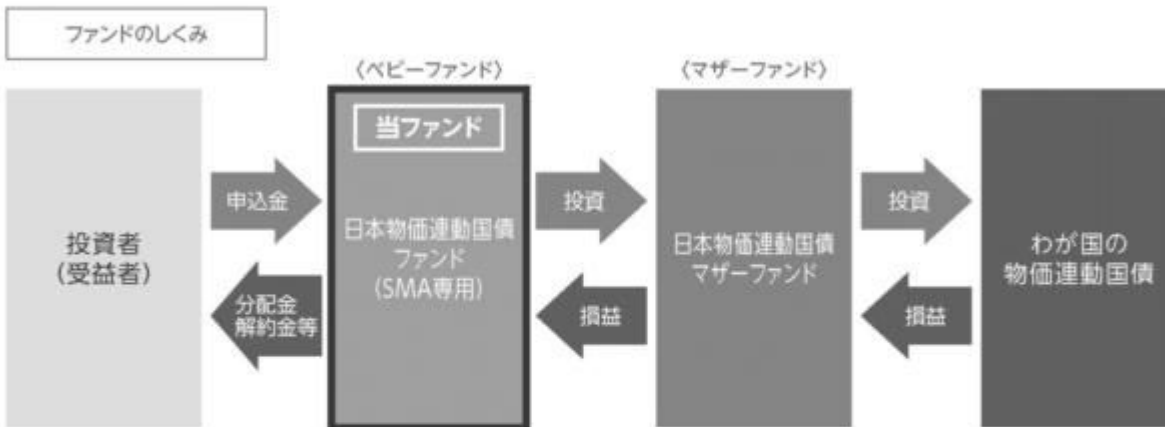 ファンドのしくみ
〈ベビーファンド〉
〈マザーファンド〉
投資者
(受益者)
申込金
分配金
解約金等
当ファンド
日本物価連動国債
ファンド
(SMA専用)
投資
損益
日本物価連動国債
マザーファンド
投資
損益
わが国の
物価連動国債